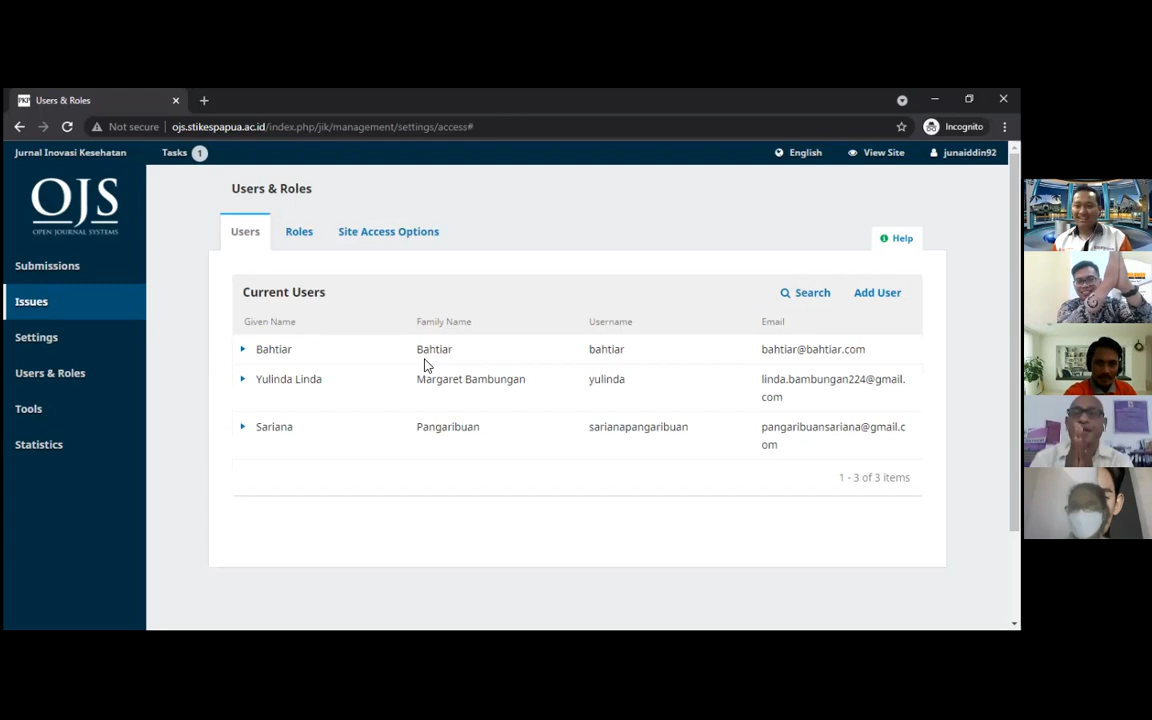 Users & Roles
Not secure ojs.stikespapua.ac.id/index.php/jik/management/settings/access#
Incognito
Jurnal Inovasi Kesehatan
Tasks 1
English
View Site
junaiddin92
OJS
OPEN JOURNAL SYSTEMS
Submissions
Issues
Settings
Users & Roles
Tools
Statistics
Users & Roles
Users Roles Site Access Options
Help
Current Users
Search Add User
Given Name Family Name Username Email
Bahtiar Bahtiar bahtiar bahtiar@bahtiar.com
Yulinda Linda Margaret Bambungan yulinda linda.bambungan224@gmail.
com
Sariana Pangaribuan sarianapangaribuan pangaribuansariana@gmail.c
om
1 - 3 of 3 items